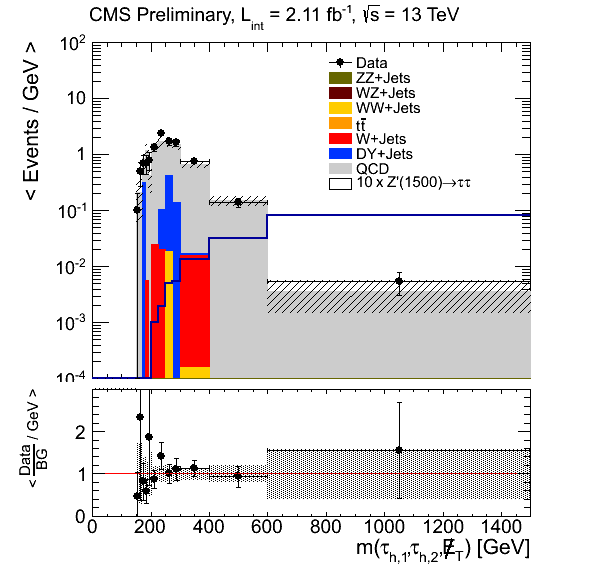 CMS Preliminary, L_int = 2.11 fb⁻¹, √s = 13 TeV
< Events / GeV >
10²
10
1
10⁻¹
10⁻²
10⁻³
10⁻⁴
Data
ZZ+Jets
WZ+Jets
WW+Jets
tt̄
W+Jets
DY+Jets
QCD
10 x Z'(1500)→ττ
< Data/BG / GeV >
2
1
0
0 200 400 600 800 1000 1200 1400
m(τ_h,1,τ_h,2,E̸_T) [GeV]